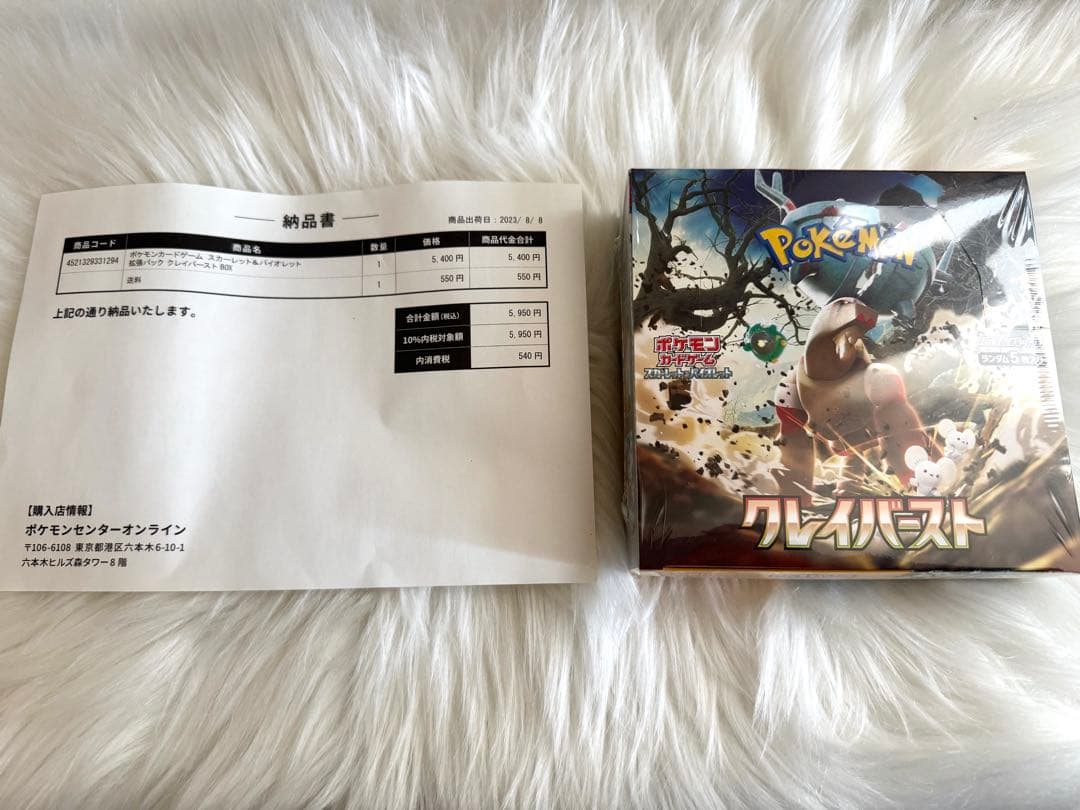 納品書
商品出荷日：2023/ 8/ 8
商品コード 商品名 数量 価格 商品代金合計
4521329331294 ポケモンカードゲーム スカーレット&バイオレット 1 5,400 円 5,400 円
拡張パック クレイバースト BOX
送料 1 550 円 550 円
上記の通り納品いたします。
合計金額(税込) 5,950 円
10%内税対象額 5,950 円
内消費税 540 円
【購入店情報】
ポケモンセンターオンライン
〒106-6108 東京都港区六本木6-10-1
六本木ヒルズ森タワー8 階
POKéMON
ポケモン
カードゲーム
スカーレット&バイオレット
ランダム5
クレイバースト